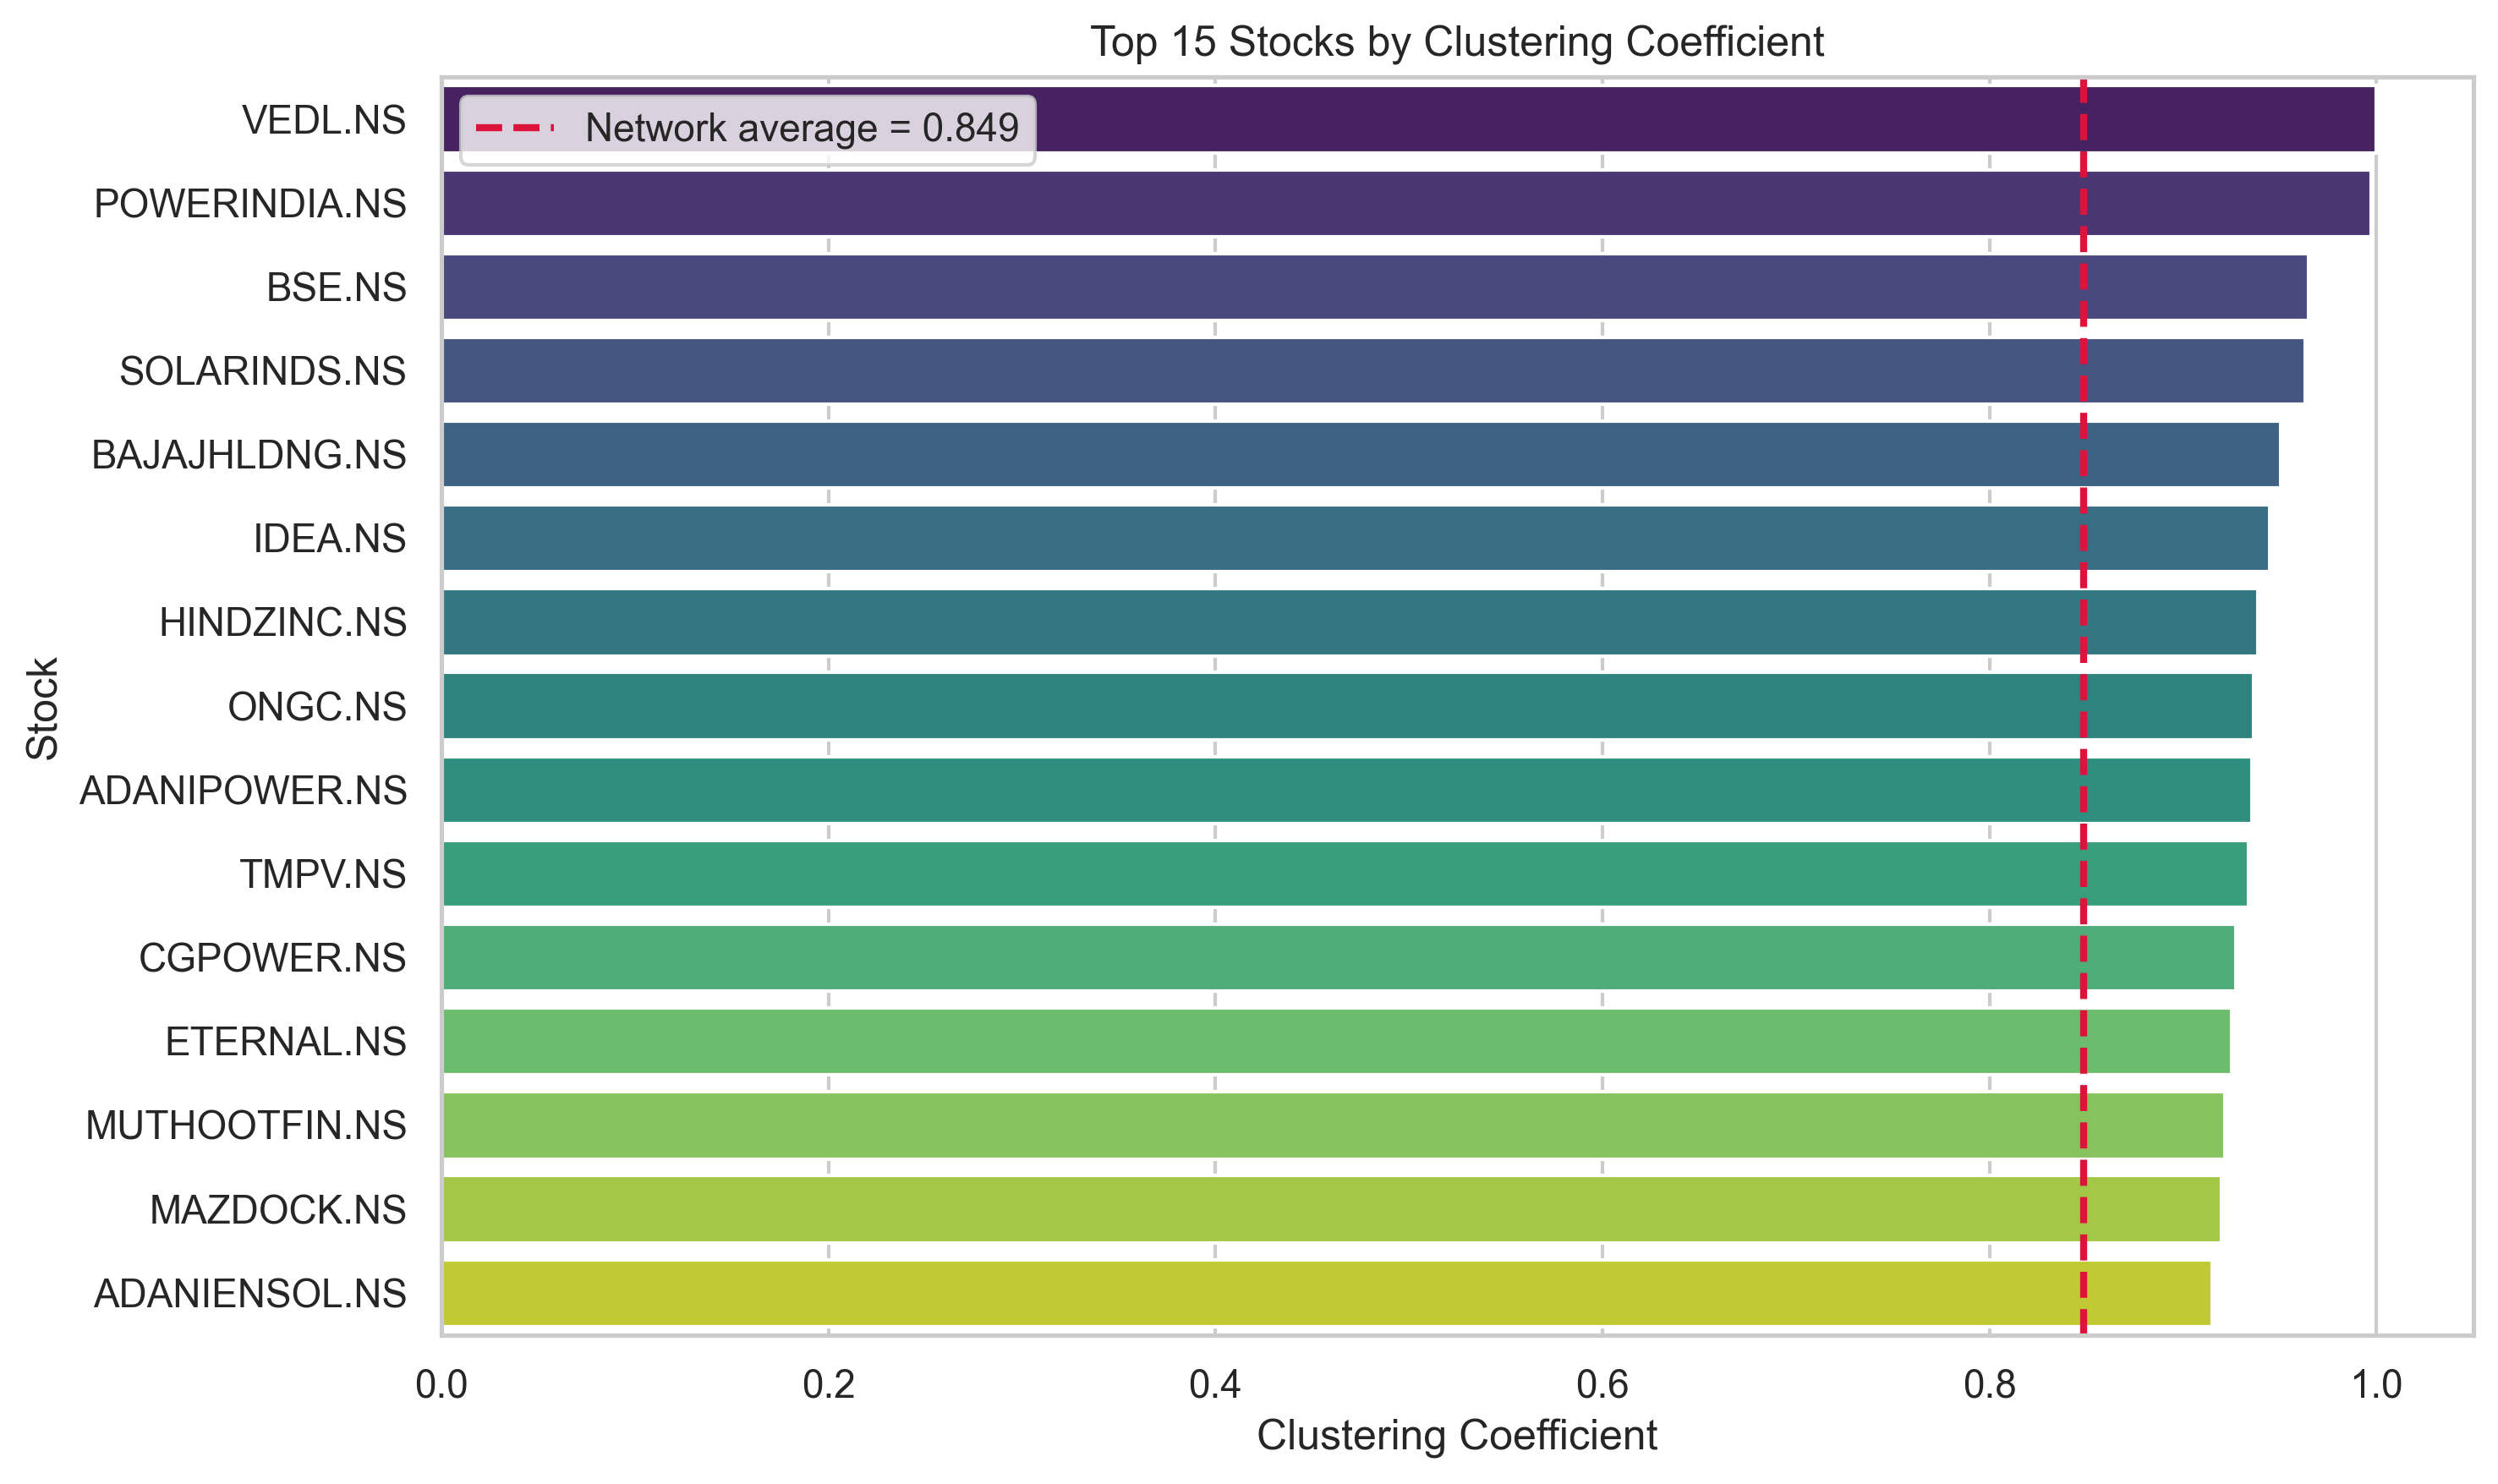 Top 15 Stocks by Clustering Coefficient
Network average = 0.849
VEDL.NS
POWERINDIA.NS
BSE.NS
SOLARINDS.NS
BAJAJHLDNG.NS
IDEA.NS
HINDZINC.NS
ONGC.NS
ADANIPOWER.NS
TMPV.NS
CGPOWER.NS
ETERNAL.NS
MUTHOOTFIN.NS
MAZDOCK.NS
ADANIENSOL.NS
Stock
0.0 0.2 0.4 0.6 0.8 1.0
Clustering Coefficient